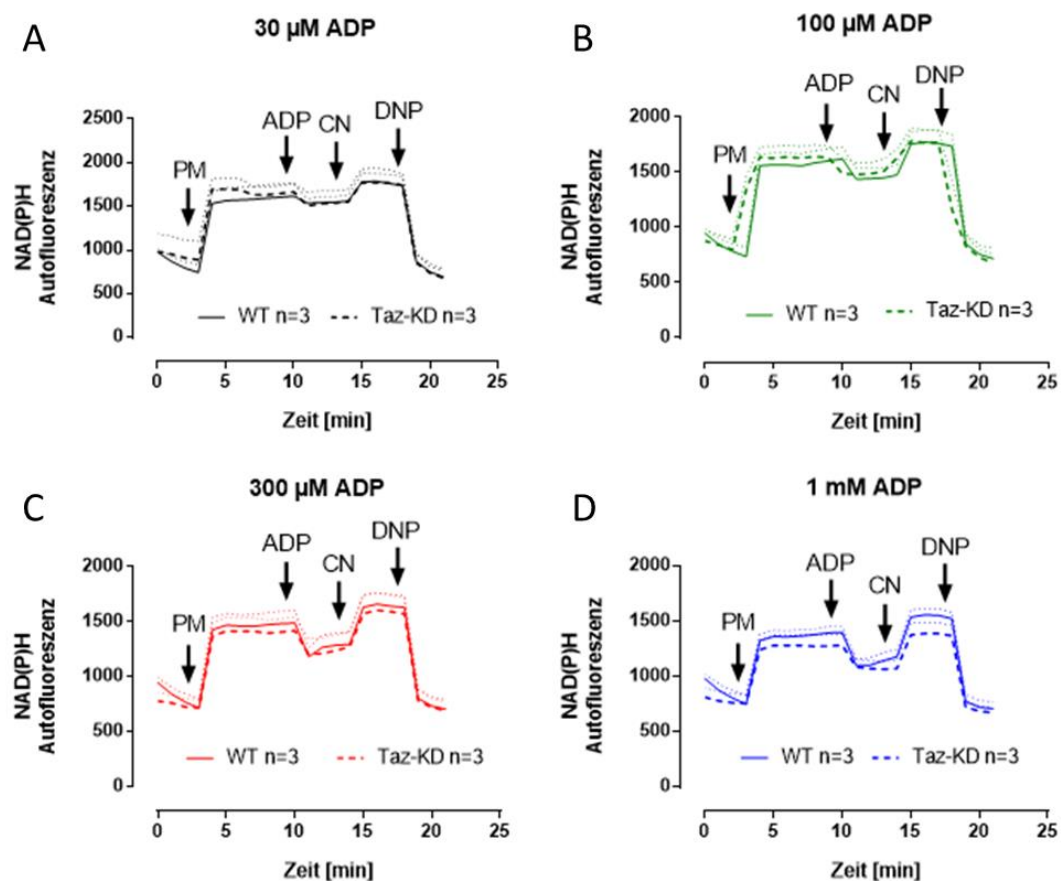 A
30 µM ADP
NAD(P)H
Autofluoreszenz
2500
2000
1500
1000
500
0
PM
ADP
CN
DNP
WT n=3
Taz-KD n=3
0 5 10 15 20 25
Zeit [min]
B
100 µM ADP
NAD(P)H
Autofluoreszenz
2000
1500
1000
500
0
PM
ADP
CN
DNP
WT n=3
Taz-KD n=3
0 5 10 15 20 25
Zeit [min]
C
300 µM ADP
NAD(P)H
Autofluoreszenz
2000
1500
1000
500
0
PM
ADP
CN
DNP
WT n=3
Taz-KD n=3
0 5 10 15 20 25
Zeit [min]
D
1 mM ADP
NAD(P)H
Autofluoreszenz
2000
1500
1000
500
0
PM
ADP
CN
DNP
WT n=3
Taz-KD n=3
0 5 10 15 20 25
Zeit [min]